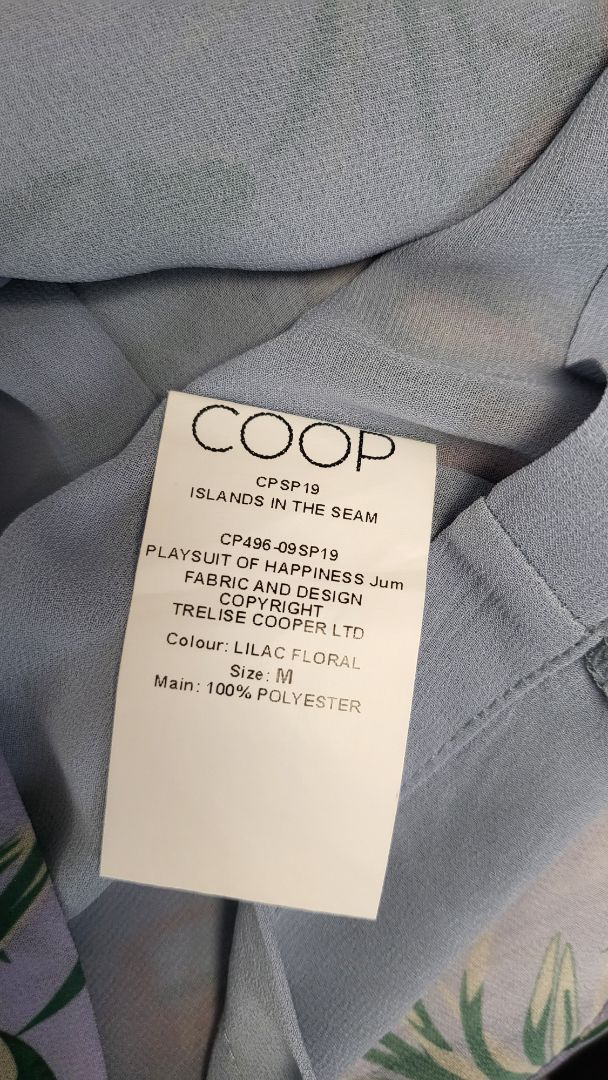 COOP
CPSP19
ISLANDS IN THE SEAM
CP496-09SP19
PLAYSUIT OF HAPPINESS Jum
FABRIC AND DESIGN
COPYRIGHT
TRELISE COOPER LTD
Colour: LILAC FLORAL
Size: M
Main: 100% POLYESTER